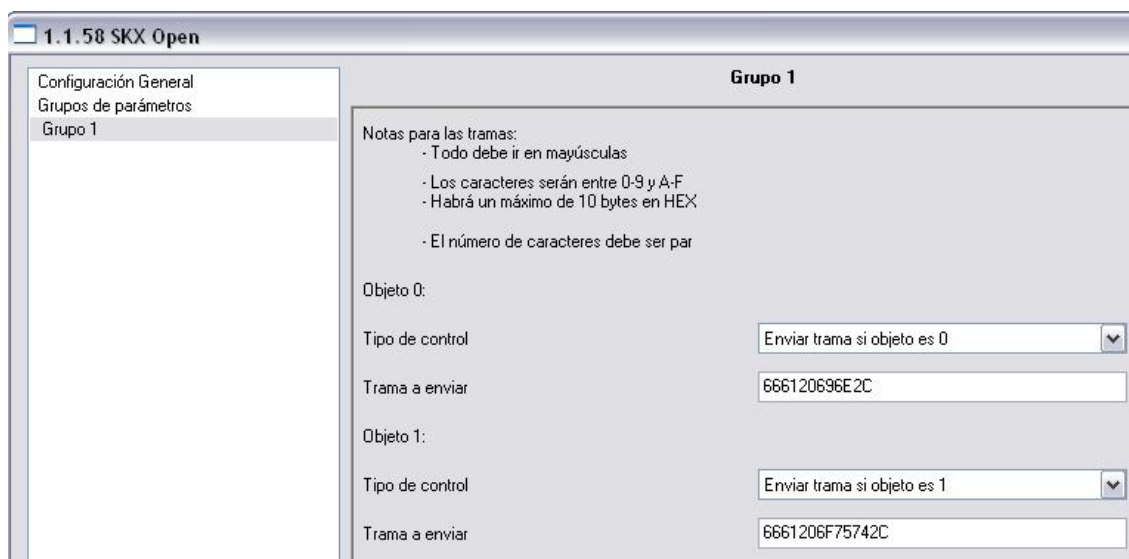 1.1.58 SKX Open
Configuración General
Grupos de parámetros
Grupo 1
Grupo 1
Notas para las tramas:
- Todo debe ir en mayúsculas
- Los caracteres serán entre 0-9 y A-F
- Habrá un máximo de 10 bytes en HEX
- El número de caracteres debe ser par
Objeto 0:
Tipo de control Enviar trama si objeto es 0
Trama a enviar 666120696E2C
Objeto 1:
Tipo de control Enviar trama si objeto es 1
Trama a enviar 6661206F75742C